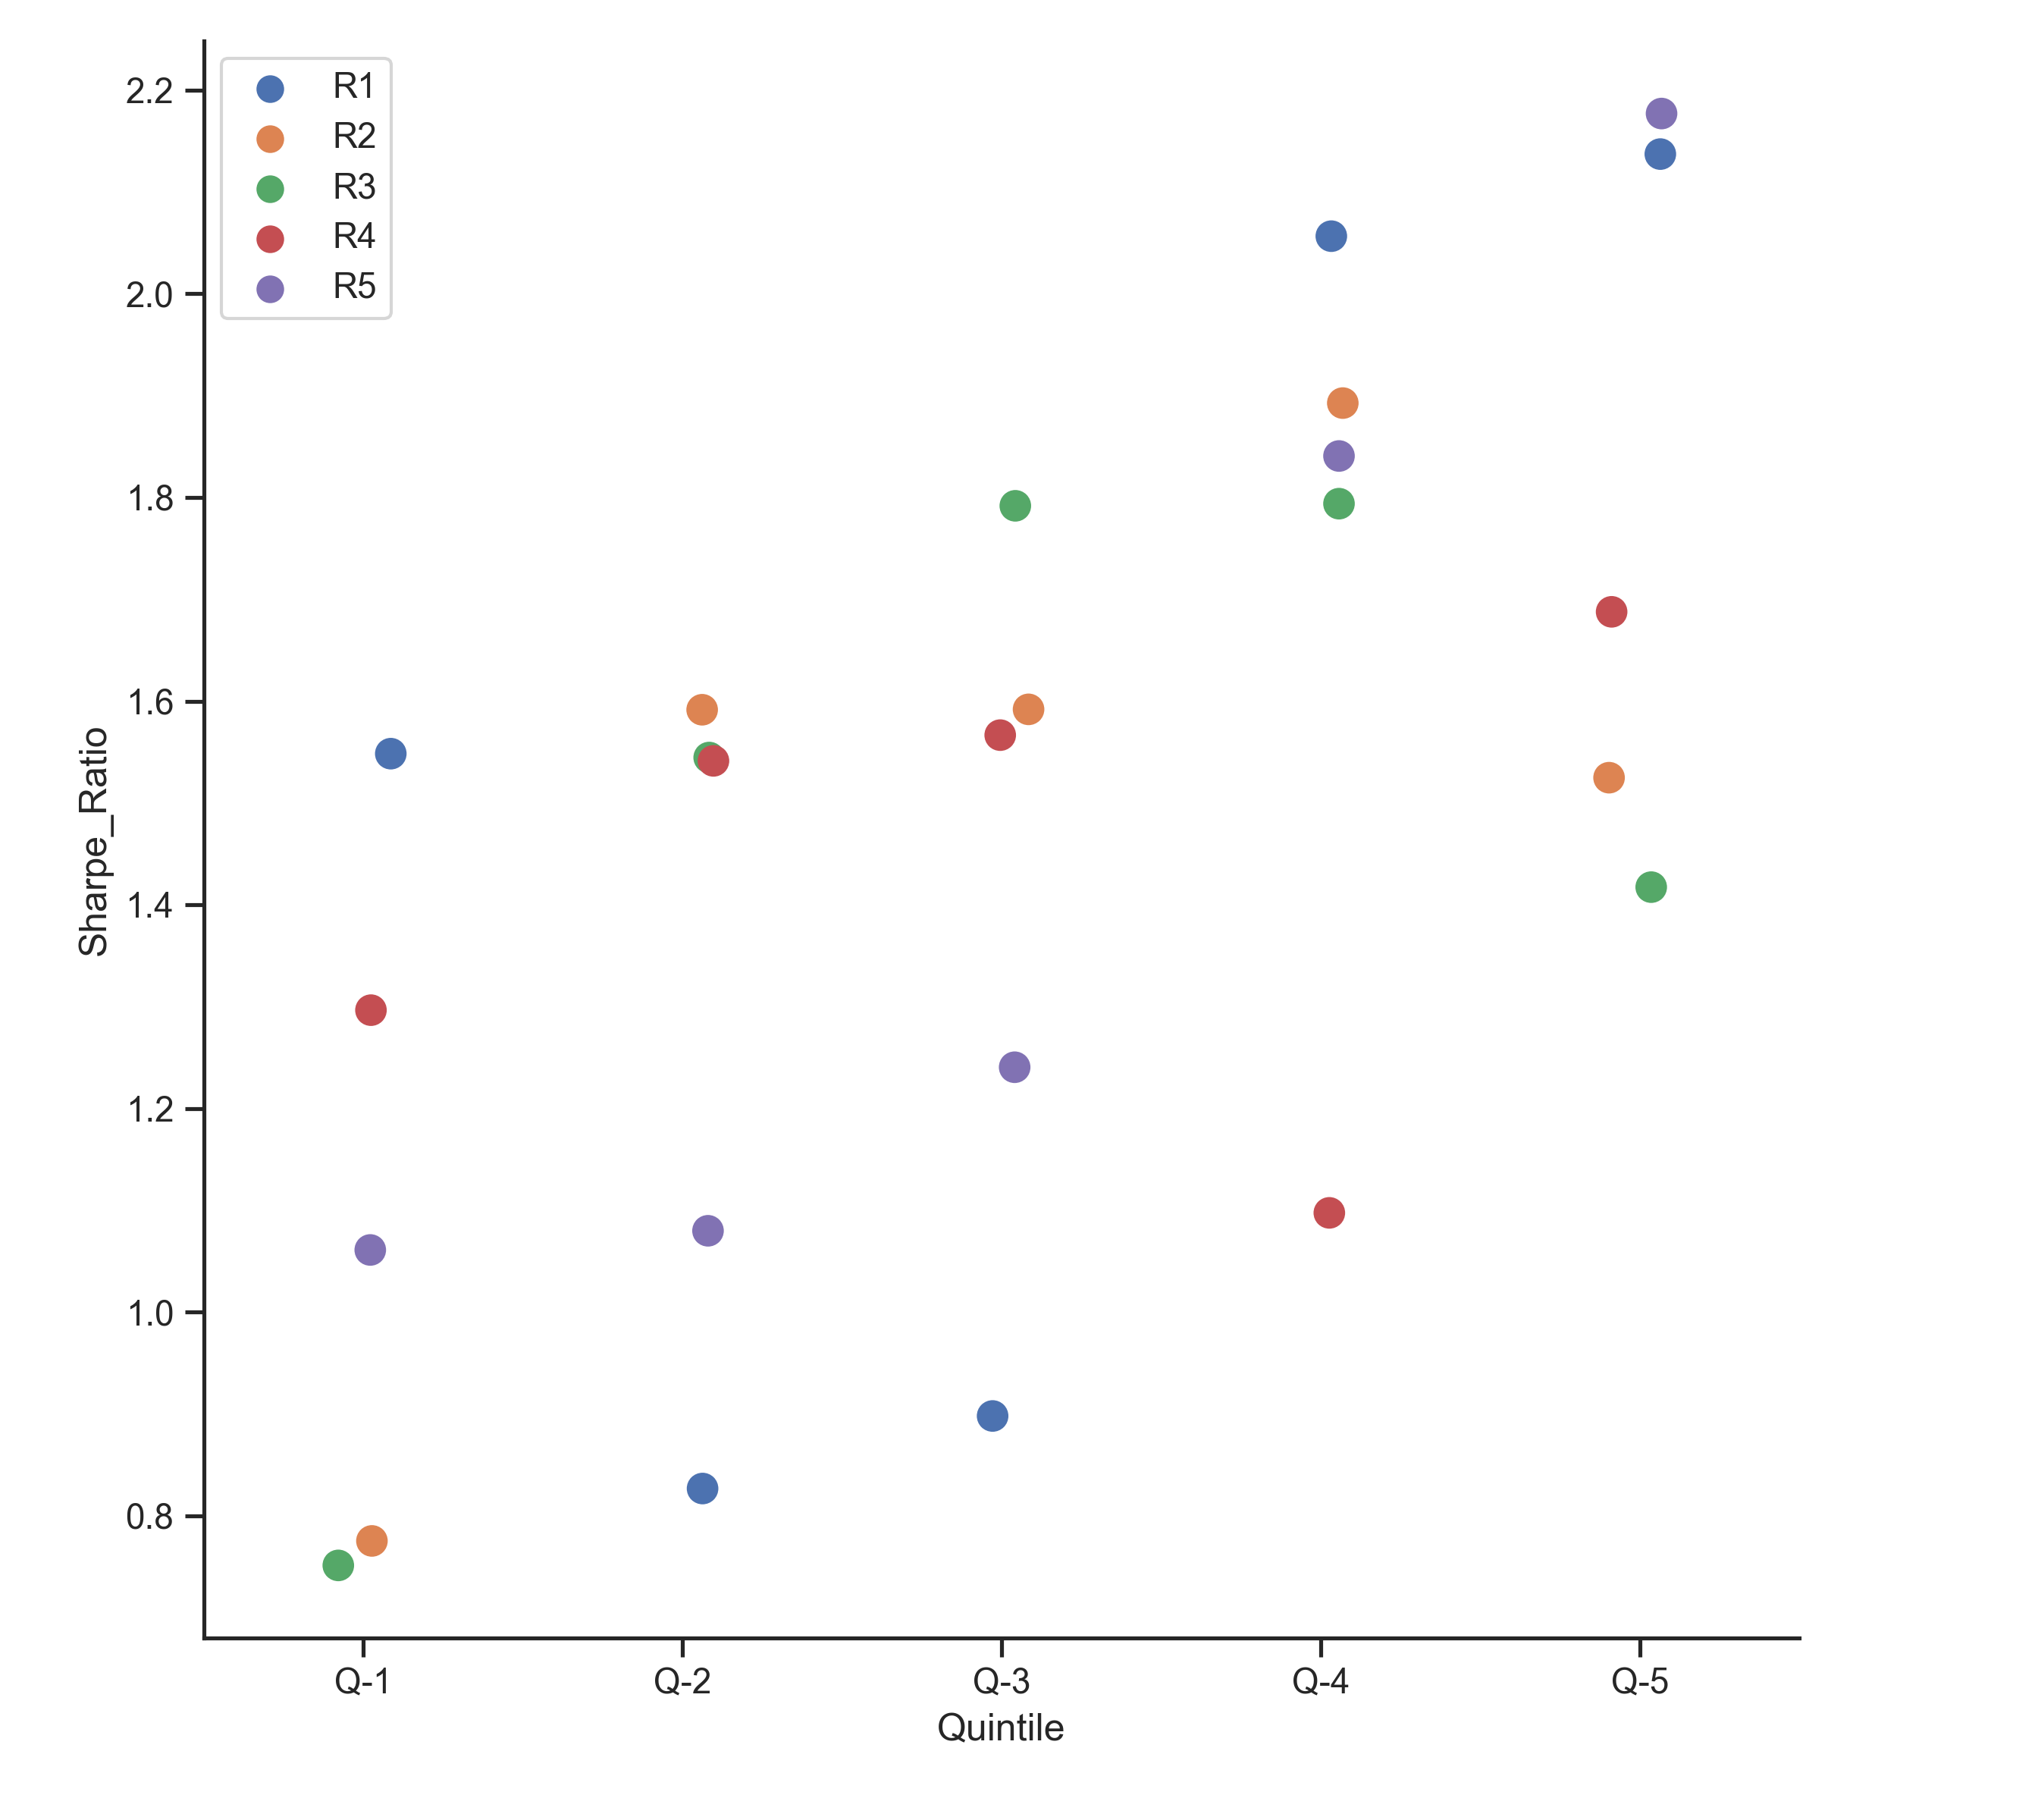 R1
R2
R3
R4
R5
2.2
2.0
1.8
1.6
1.4
1.2
1.0
0.8
Sharpe_Ratio
Q-1 Q-2 Q-3 Q-4 Q-5
Quintile